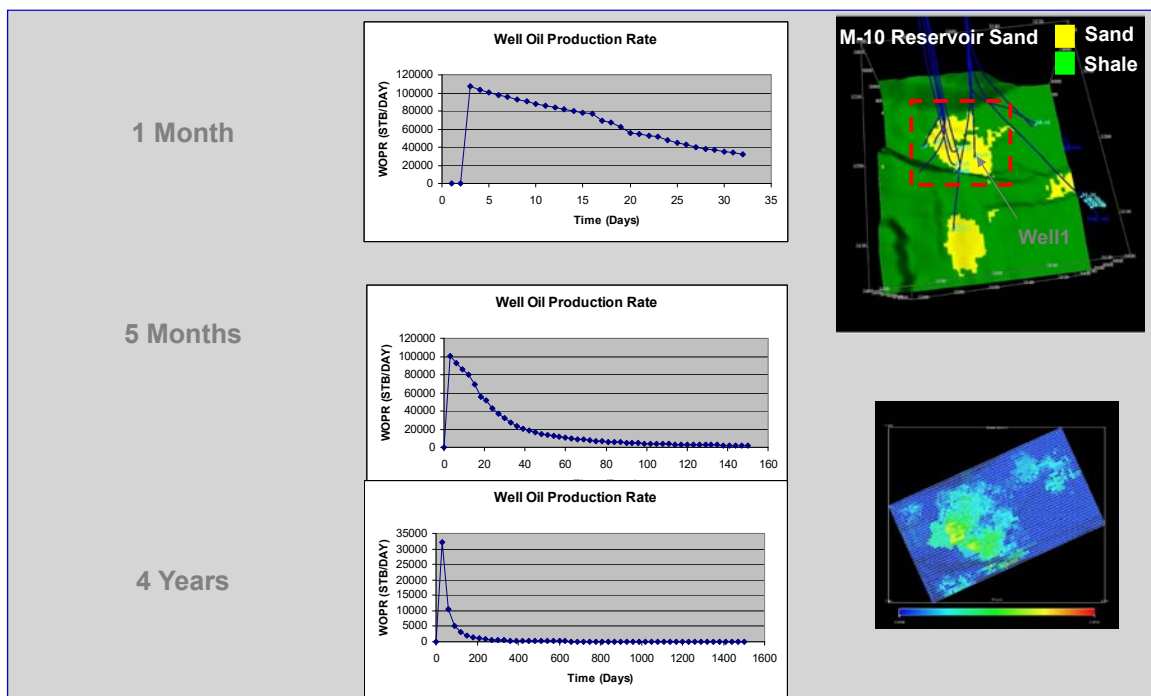 1 Month
Well Oil Production Rate
WOPR (STB/DAY)
120000
100000
80000
60000
40000
20000
0
0 5 10 15 20 25 30 35
Time (Days)
M-10 Reservoir Sand
Sand
Shale
Well1
5 Months
Well Oil Production Rate
WOPR (STB/DAY)
120000
100000
80000
60000
40000
20000
0
0 20 40 60 80 100 120 140 160
4 Years
Well Oil Production Rate
WOPR (STB/DAY)
35000
30000
25000
20000
15000
10000
5000
0
0 200 400 600 800 1000 1200 1400 1600
Time (Days)